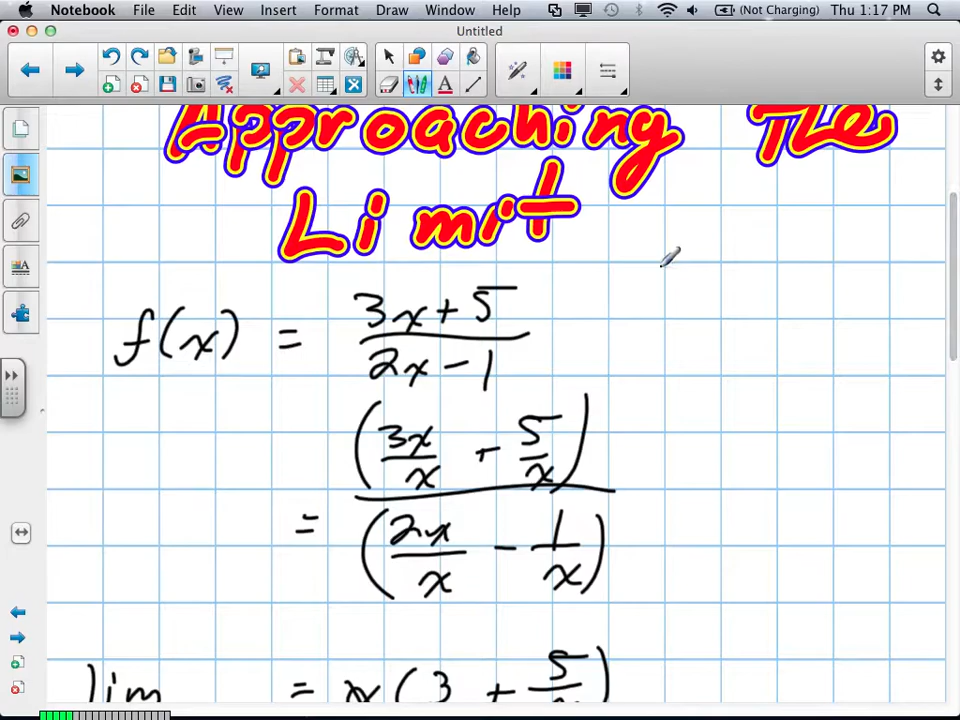 Notebook File Edit View Insert Format Draw Window Help (Not Charging) Thu 1:17 PM
Untitled
Approaching The
Limit
f(x) = (3x+5)/(2x-1)
= (3x/x + 5/x)/(2x/x - 1/x)
lim = x(3 + 5